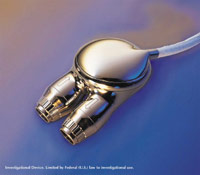 Investigational Device. Limited by Federal (U.S.) law to investigational use.